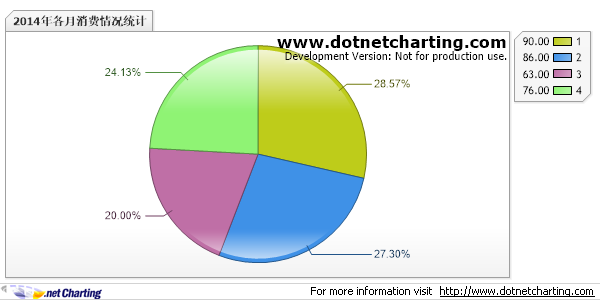 2014年各月消费情况统计
www.dotnetcharting.com
Development Version: Not for production use.
90.00 1
86.00 2
63.00 3
76.00 4
24.13%
28.57%
20.00%
27.30%
.net Charting
For more information visit http://www.dotnetcharting.com